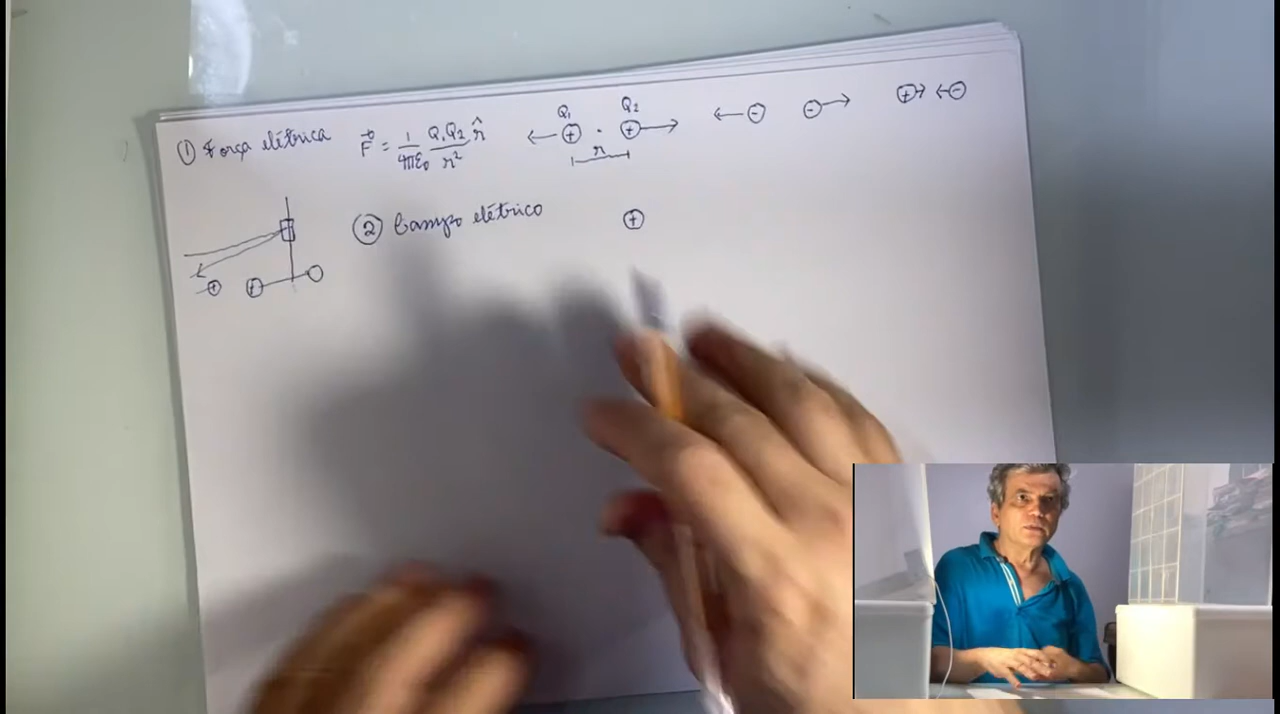 ① Força elétrica F⃗ = 1/4πε₀ Q₁Q₂/r² r̂
Q₁ Q₂
+ + - - + -
r
② Campo elétrico +
+ +